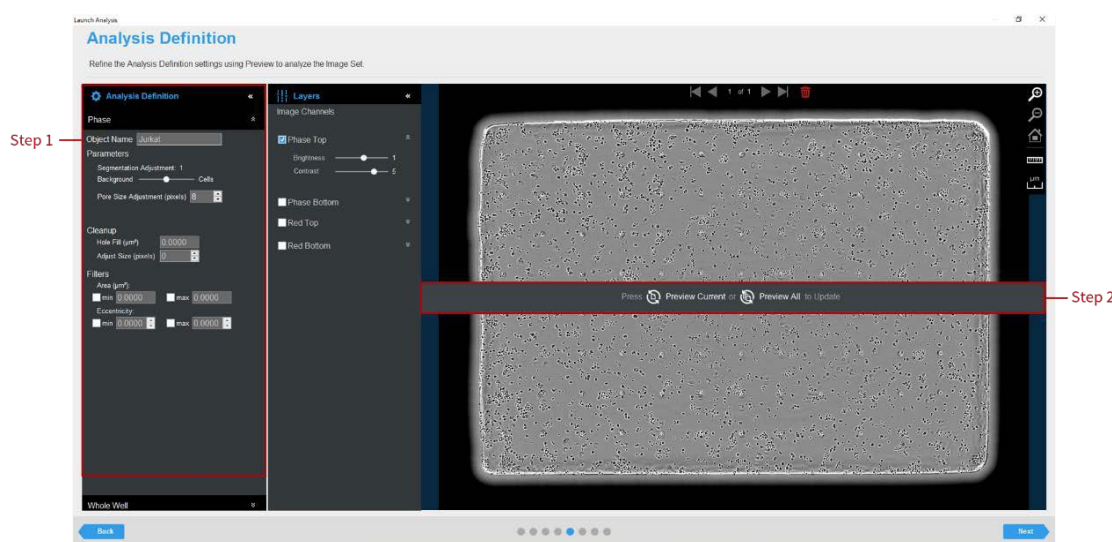 Launch Analysis
Analysis Definition
Refine the Analysis Definition settings using Preview to analyze the Image Set.
Step 1
Analysis Definition
Phase
Object Name Jurkat
Parameters
Segmentation Adjustment: 1
Background Cells
Pore Size Adjustment (pixels) 8
Cleanup
Hole Fill (µm²) 0.0000
Adjust Size (pixels) 0
Filters
Area (µm²):
min 0.0000 max 0.0000
Eccentricity:
min 0.0000 max 0.0000
Whole Well
Layers
Image Channels
Phase Top
Brightness 1
Contrast 5
Phase Bottom
Red Top
Red Bottom
1 of 1
µm
Press Preview Current or Preview All to Update
Step 2
Back
Next